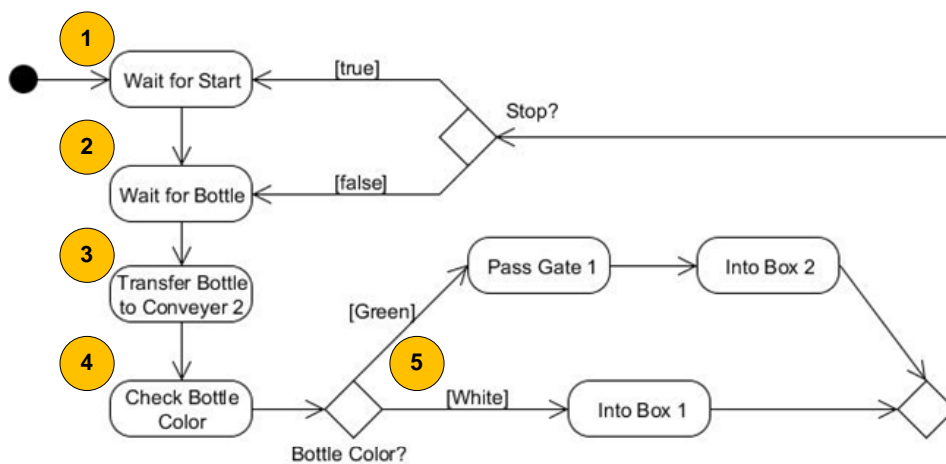 1
Wait for Start
[true]
Stop?
2
Wait for Bottle
[false]
3
Transfer Bottle
to Conveyer 2
Pass Gate 1
Into Box 2
[Green]
4
5
Check Bottle
Color
[White]
Into Box 1
Bottle Color?